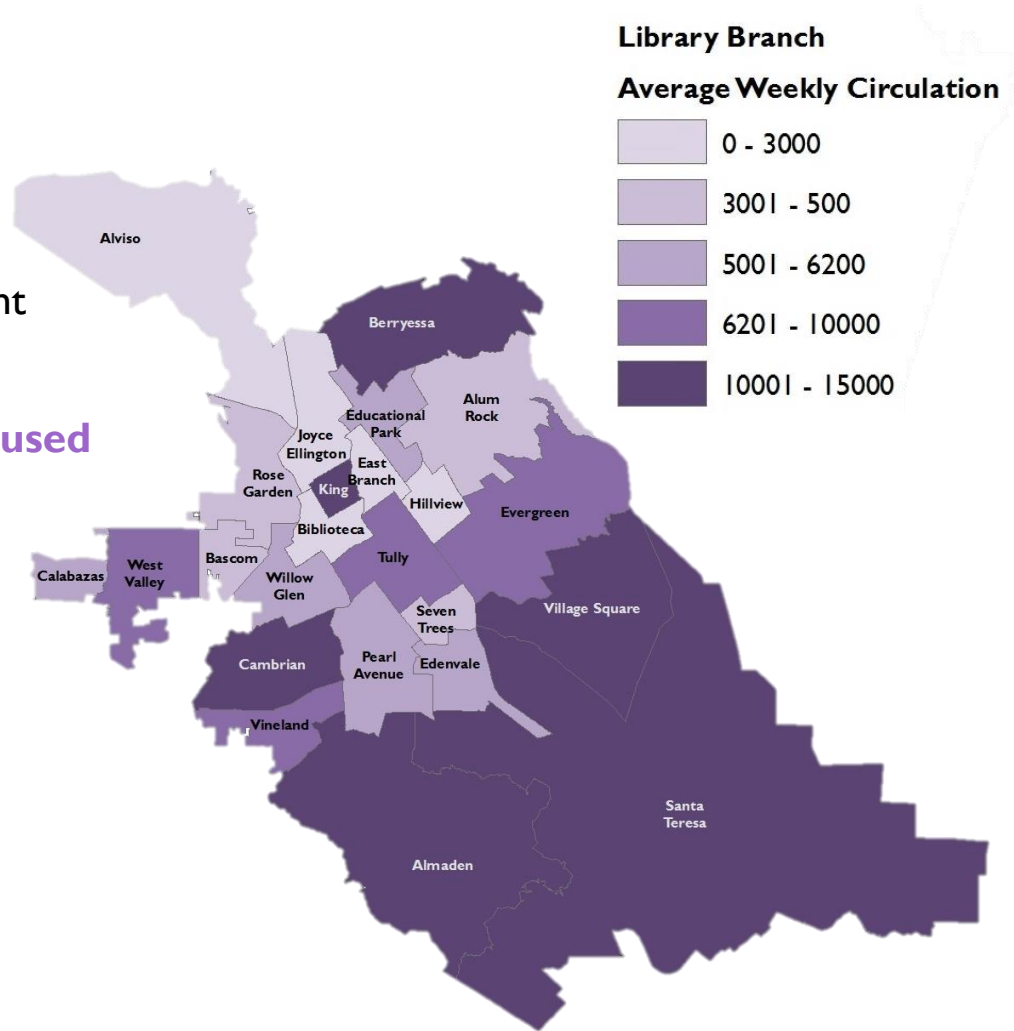 Library Branch
Average Weekly Circulation
0 - 3000
3001 - 500
5001 - 6200
6201 - 10000
10001 - 15000
nt
used
Alviso
Berryessa
Alum
Rock
Educational
Park
Joyce
Ellington
East
Branch
Rose
Garden
King
Hillview
Evergreen
Biblioteca
Bascom
Tully
West
Valley
Calabazas
Willow
Glen
Village Square
Seven
Trees
Cambrian
Pearl
Avenue
Edenvale
Vineland
Santa
Teresa
Almaden